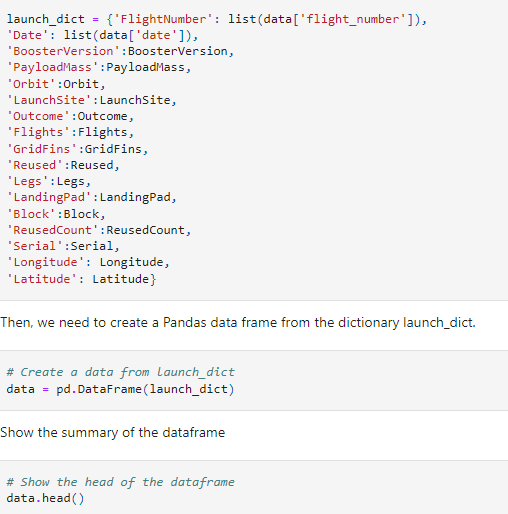 launch_dict = {'FlightNumber': list(data['flight_number']),
'Date': list(data['date']),
'BoosterVersion':BoosterVersion,
'PayloadMass':PayloadMass,
'Orbit':Orbit,
'LaunchSite':LaunchSite,
'Outcome':Outcome,
'Flights':Flights,
'GridFins':GridFins,
'Reused':Reused,
'Legs':Legs,
'LandingPad':LandingPad,
'Block':Block,
'ReusedCount':ReusedCount,
'Serial':Serial,
'Longitude': Longitude,
'Latitude': Latitude}
Then, we need to create a Pandas data frame from the dictionary launch_dict.
# Create a data from launch_dict
data = pd.DataFrame(launch_dict)
Show the summary of the dataframe
# Show the head of the dataframe
data.head()